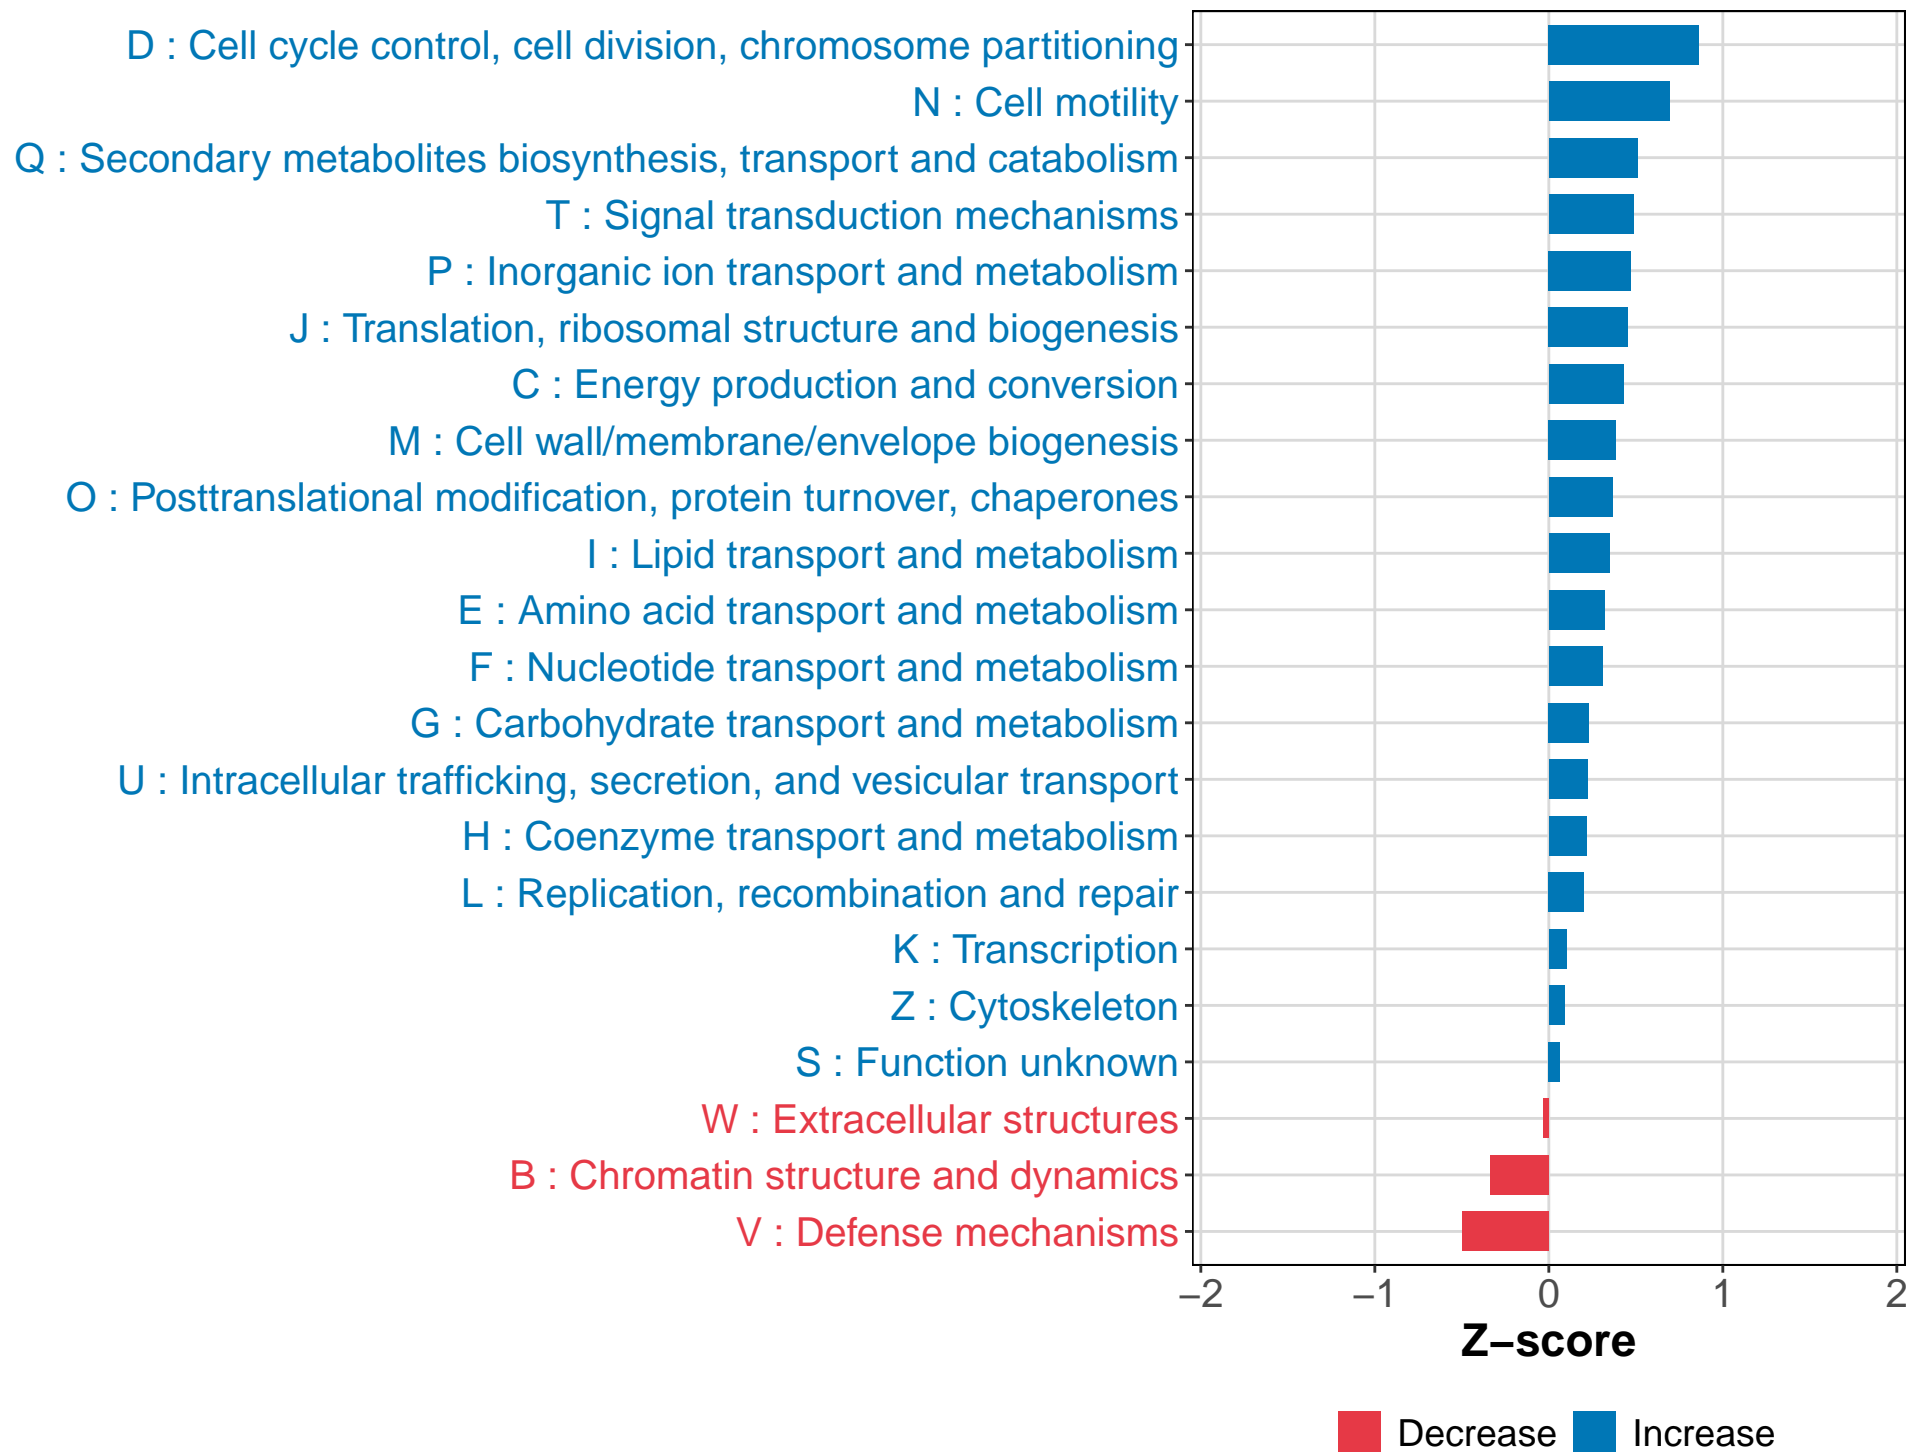 D : Cell cycle control, cell division, chromosome partitioning
N : Cell motility
Q : Secondary metabolites biosynthesis, transport and catabolism
T : Signal transduction mechanisms
P : Inorganic ion transport and metabolism
J : Translation, ribosomal structure and biogenesis
C : Energy production and conversion
M : Cell wall/membrane/envelope biogenesis
O : Posttranslational modification, protein turnover, chaperones
I : Lipid transport and metabolism
E : Amino acid transport and metabolism
F : Nucleotide transport and metabolism
G : Carbohydrate transport and metabolism
U : Intracellular trafficking, secretion, and vesicular transport
H : Coenzyme transport and metabolism
L : Replication, recombination and repair
K : Transcription
Z : Cytoskeleton
S : Function unknown
W : Extracellular structures
B : Chromatin structure and dynamics
V : Defense mechanisms
−2 −1 0 1 2
Z−score
Decrease Increase